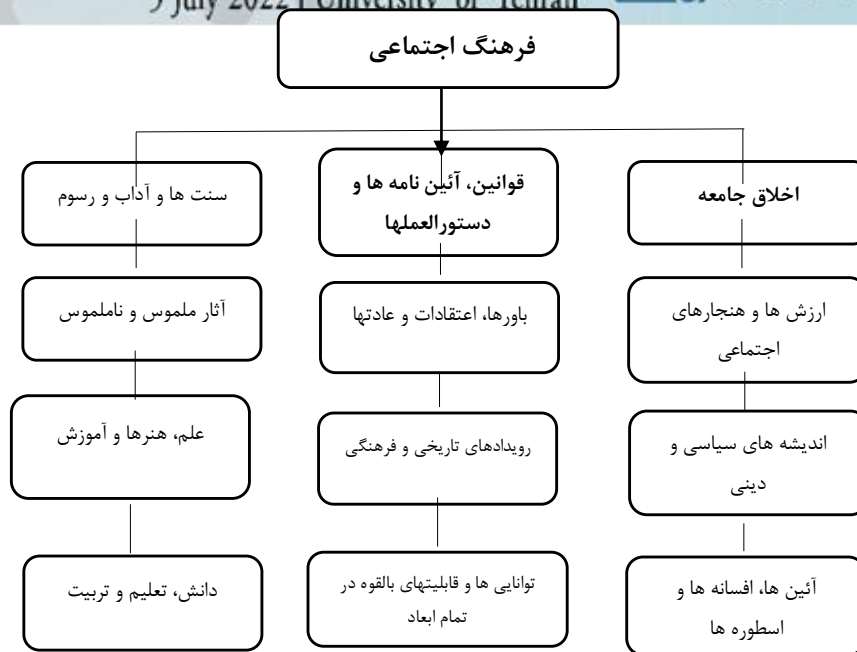 5 July 2022 | University of Tehran
فرهنگ اجتماعی
اخلاق جامعه
قوانین، آئین نامه ها و
دستورالعملها
سنت ها و آداب و رسوم
ارزش ها و هنجارهای
اجتماعی
باورها، اعتقادات و عادتها
آثار ملموس و ناملموس
اندیشه های سیاسی و
دینی
رویدادهای تاریخی و فرهنگی
علم، هنرها و آموزش
آئین ها، افسانه ها و
اسطوره ها
توانایی ها و قابلیتهای بالقوه در
تمام ابعاد
دانش، تعلیم و تربیت